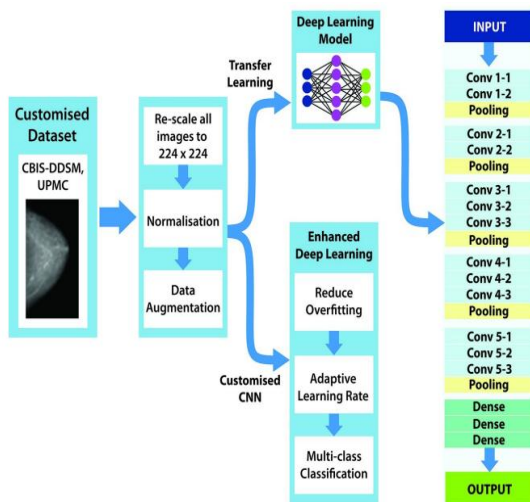 Customised
Dataset
CBIS-DDSM,
UPMC
Re-scale all
images to
224 x 224
Normalisation
Data
Augmentation
Transfer
Learning
Customised
CNN
Deep Learning
Model
Enhanced
Deep Learning
Reduce
Overfitting
Adaptive
Learning Rate
Multi-class
Classification
INPUT
Conv 1-1
Conv 1-2
Pooling
Conv 2-1
Conv 2-2
Pooling
Conv 3-1
Conv 3-2
Conv 3-3
Pooling
Conv 4-1
Conv 4-2
Conv 4-3
Pooling
Conv 5-1
Conv 5-2
Conv 5-3
Pooling
Dense
Dense
Dense
OUTPUT